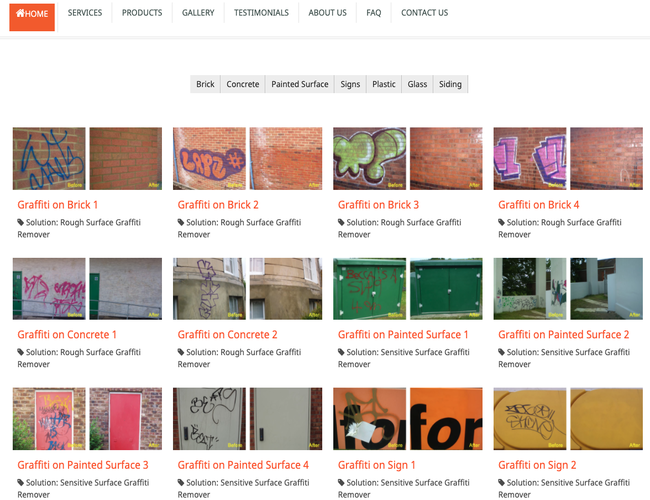 HOME SERVICES PRODUCTS GALLERY TESTIMONIALS ABOUT US FAQ CONTACT US
Brick Concrete Painted Surface Signs Plastic Glass Siding
Before After Before After Before After Before After
Graffiti on Brick 1 Graffiti on Brick 2 Graffiti on Brick 3 Graffiti on Brick 4
Solution: Rough Surface Graffiti Solution: Rough Surface Graffiti Solution: Rough Surface Graffiti Solution: Rough Surface Graffiti
Remover Remover Remover Remover
Before After Before After Before After Before After
Graffiti on Concrete 1 Graffiti on Concrete 2 Graffiti on Painted Surface 1 Graffiti on Painted Surface 2
Solution: Rough Surface Graffiti Solution: Rough Surface Graffiti Solution: Sensitive Surface Graffiti Solution: Sensitive Surface Graffiti
Remover Remover Remover Remover
for for
Before After Before After Before After Before After
Graffiti on Painted Surface 3 Graffiti on Painted Surface 4 Graffiti on Sign 1 Graffiti on Sign 2
Solution: Sensitive Surface Graffiti Solution: Sensitive Surface Graffiti Solution: Sensitive Surface Graffiti Solution: Sensitive Surface Graffiti
Remover Remover Remover Remover